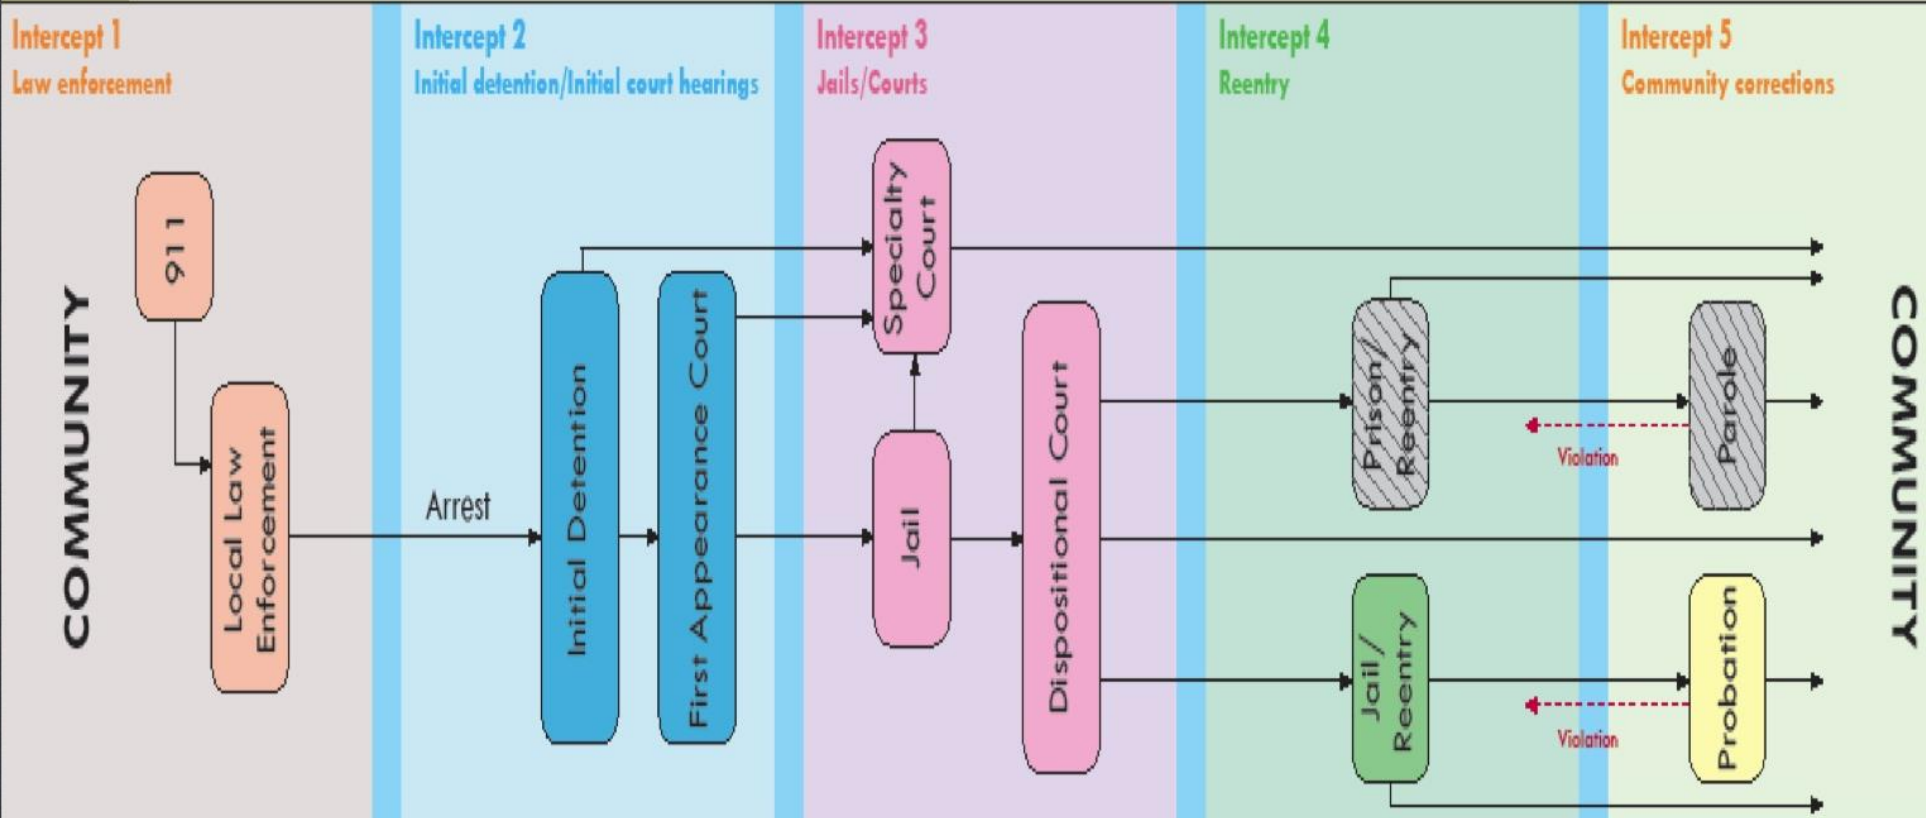 Intercept 1
Law enforcement
Intercept 2
Initial detention/Initial court hearings
Intercept 3
Jails/Courts
Intercept 4
Reentry
Intercept 5
Community corrections
COMMUNITY
911
Local Law
Enforcement
Arrest
Initial Detention
First Appearance Court
Specialty
Court
Jail
Dispositional Court
Prison/
Reentry
Violation
Parole
Jail/
Reentry
Violation
Probation
COMMUNITY